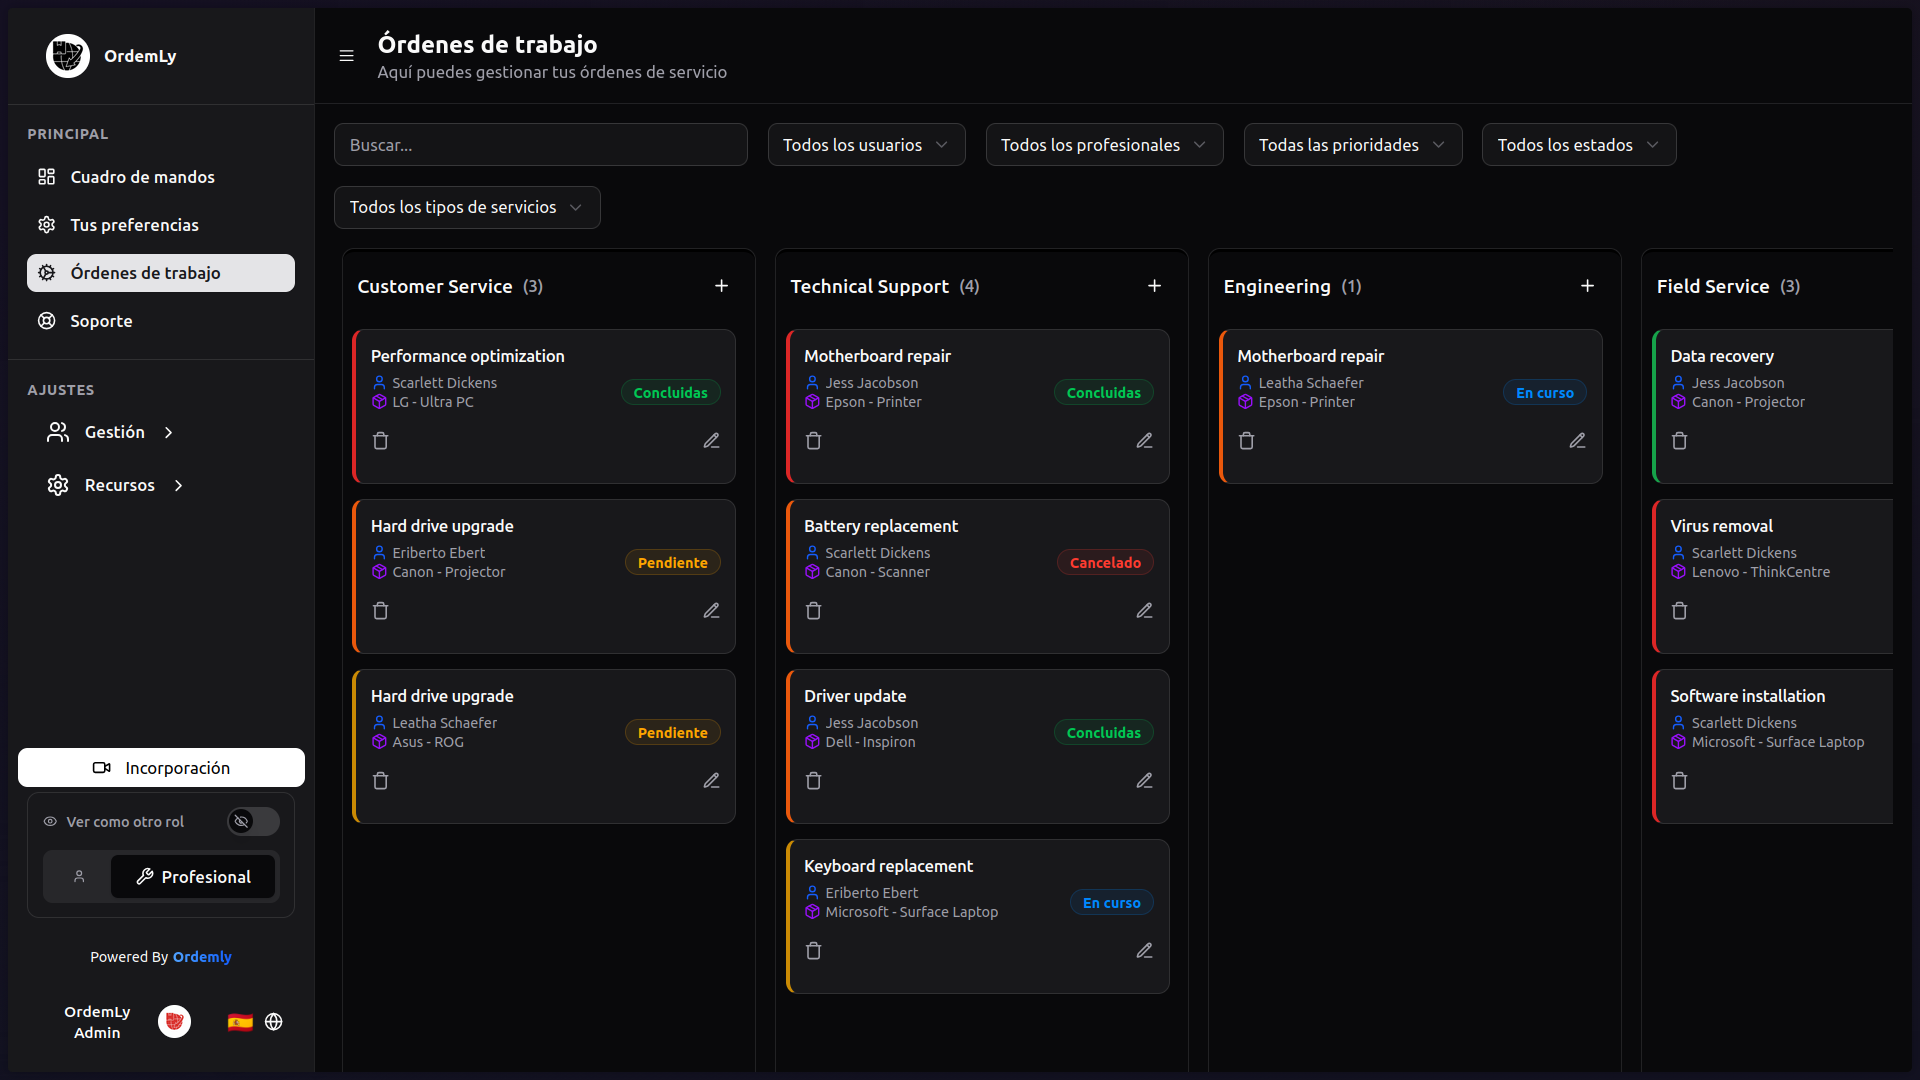 OrdemLy
PRINCIPAL
Cuadro de mandos
Tus preferencias
Órdenes de trabajo
Soporte
AJUSTES
Gestión
Recursos
Incorporación
Ver como otro rol
Profesional
Powered By Ordemly
OrdemLy
Admin
Órdenes de trabajo
Aquí puedes gestionar tus órdenes de servicio
Buscar...
Todos los usuarios
Todos los profesionales
Todas las prioridades
Todos los estados
Todos los tipos de servicios
Customer Service (3)
Performance optimization
Scarlett Dickens
LG - Ultra PC
Concluidas
Hard drive upgrade
Eriberto Ebert
Canon - Projector
Pendiente
Hard drive upgrade
Leatha Schaefer
Asus - ROG
Pendiente
Technical Support (4)
Motherboard repair
Jess Jacobson
Epson - Printer
Concluidas
Battery replacement
Scarlett Dickens
Canon - Scanner
Cancelado
Driver update
Jess Jacobson
Dell - Inspiron
Concluidas
Keyboard replacement
Eriberto Ebert
Microsoft - Surface Laptop
En curso
Engineering (1)
Motherboard repair
Leatha Schaefer
Epson - Printer
En curso
Field Service (3)
Data recovery
Jess Jacobson
Canon - Projector
Virus removal
Scarlett Dickens
Lenovo - ThinkCentre
Software installation
Scarlett Dickens
Microsoft - Surface Laptop